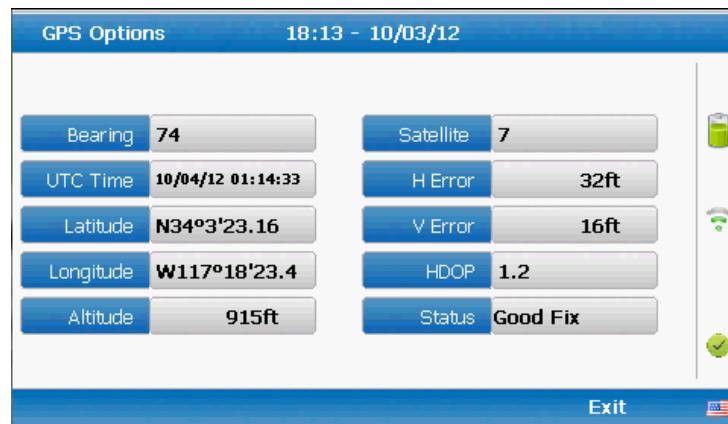 GPS Options 18:13 - 10/03/12
Bearing 74 Satellite 7
UTC Time 10/04/12 01:14:33 H Error 32ft
Latitude N34º3'23.16 V Error 16ft
Longitude W117º18'23.4 HDOP 1.2
Altitude 915ft Status Good Fix
Exit